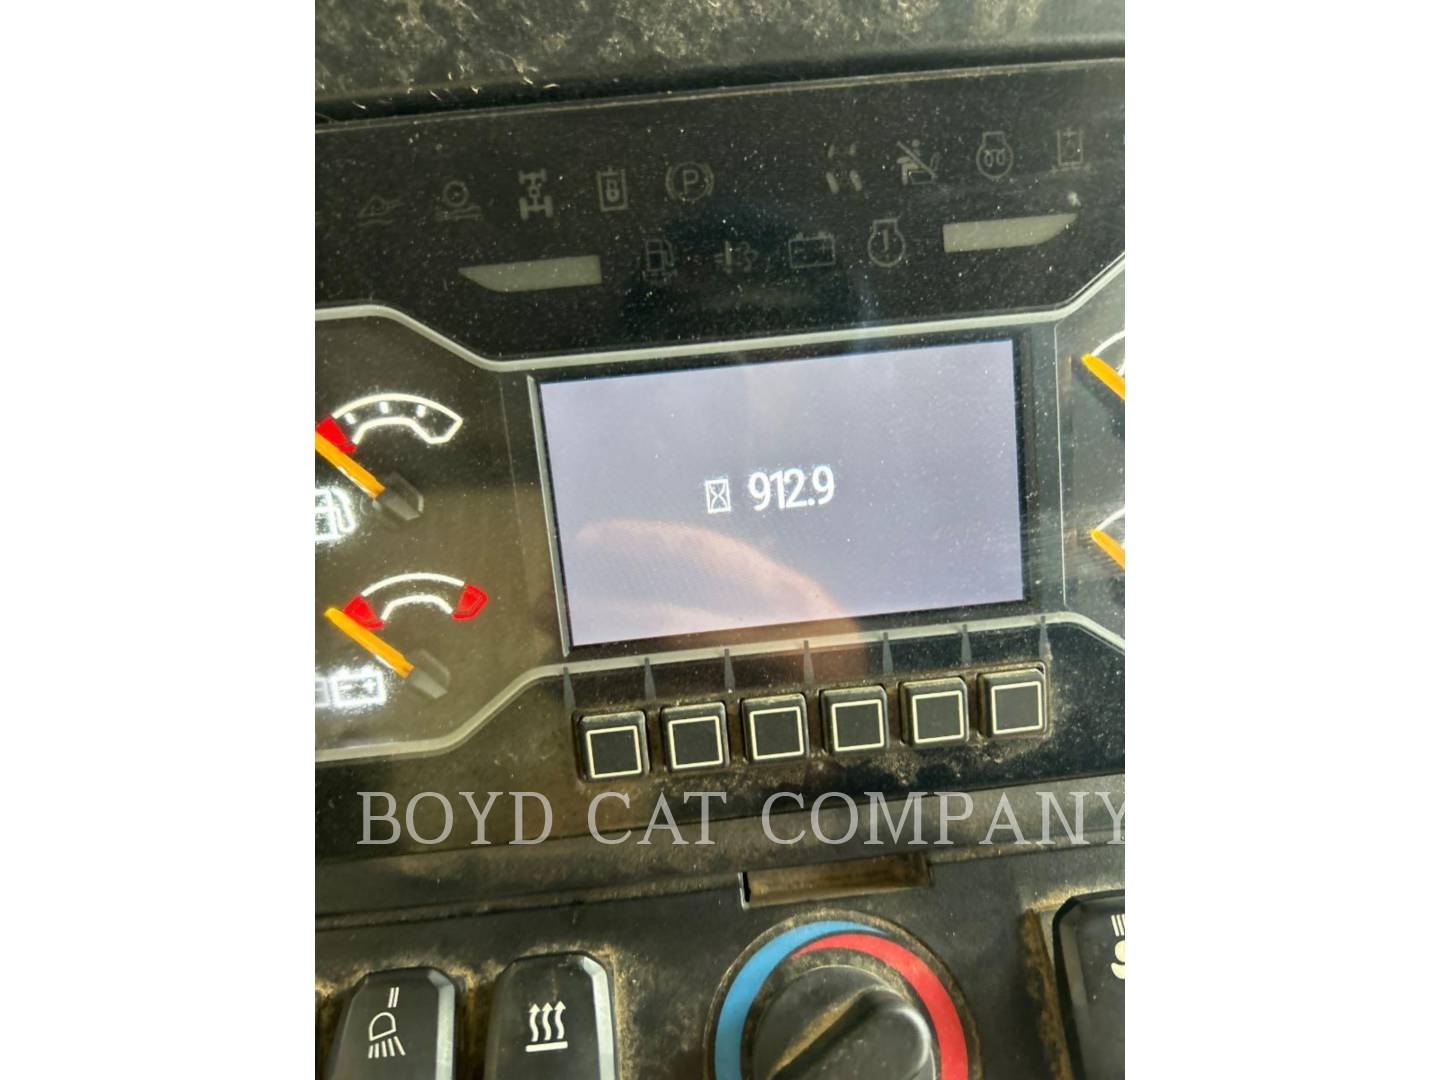 P
912.9
BOYD CAT COMPANY